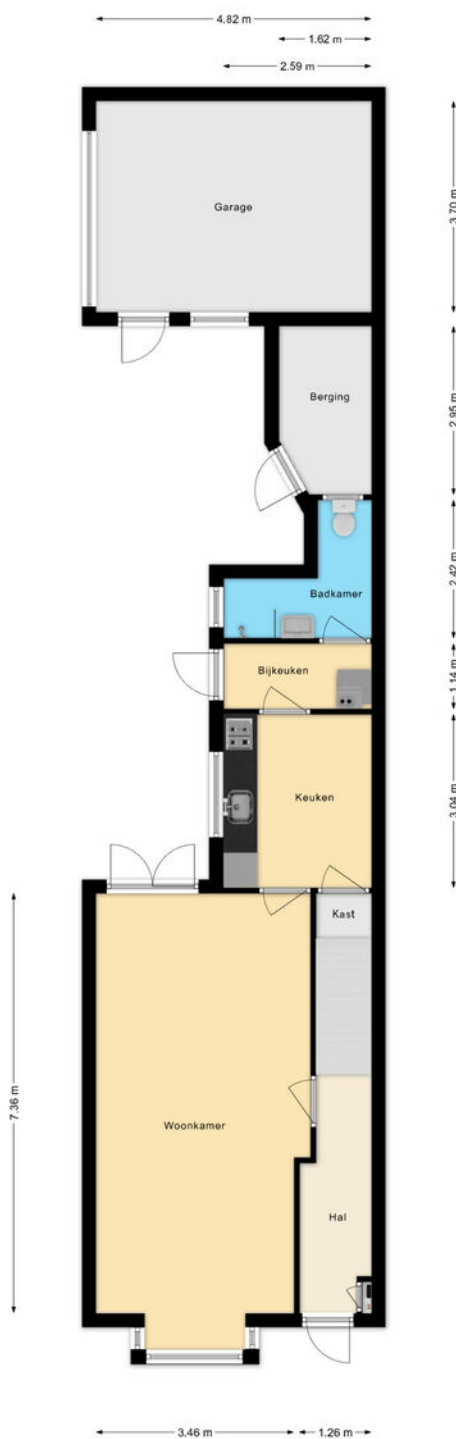 4.82 m
1.62 m
2.59 m
Garage
3.70 m
Berging
2.95 m
Badkamer
2.42 m
Bijkeuken
1.14 m
Keuken
3.04 m
Kast
7.36 m
Woonkamer
Hal
3.46 m
1.26 m